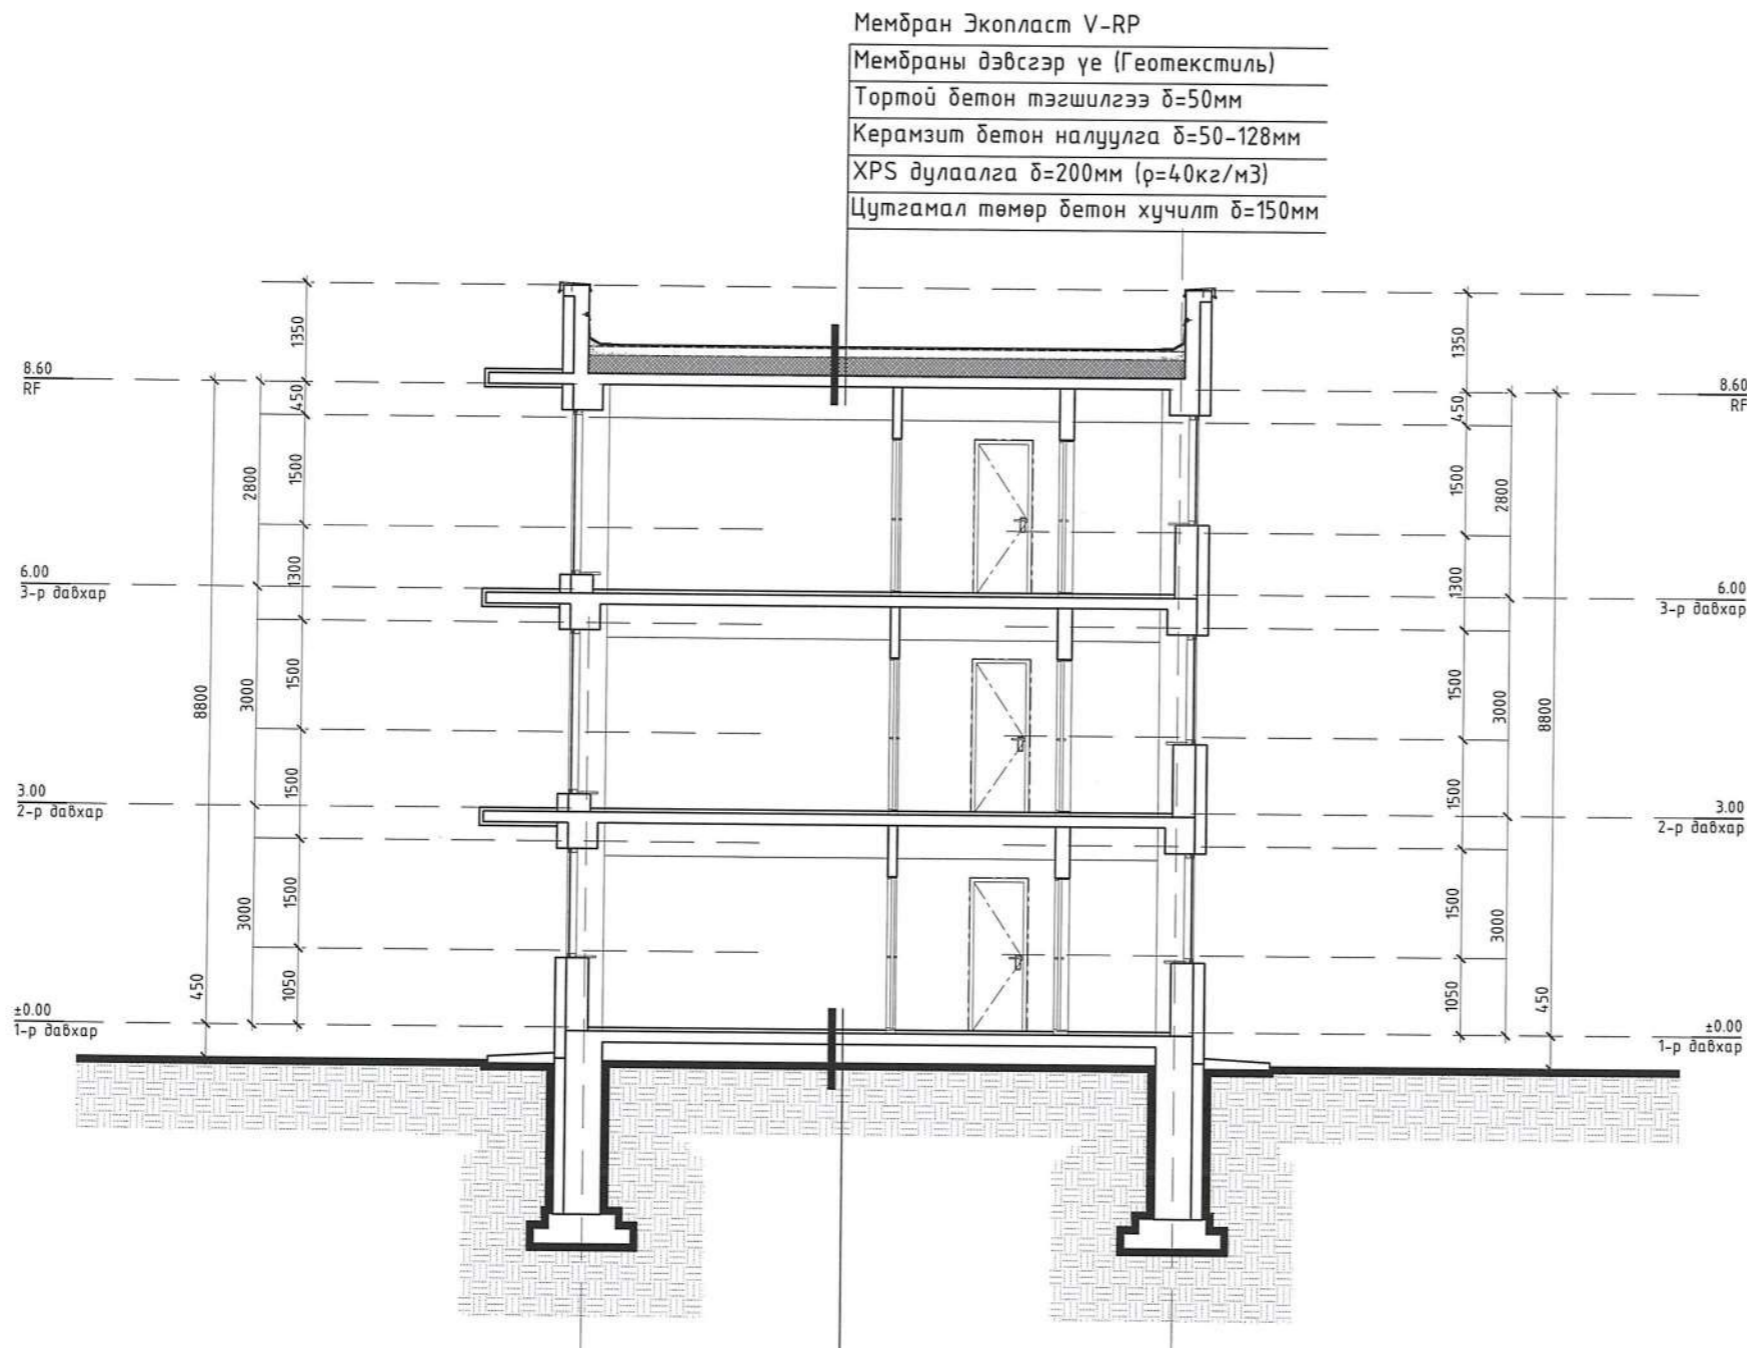 Мембран Экопласт V-RP
Мембраны дэвсгэр үе (Геотекстиль)
Тортой бетон тэгшилгээ δ=50мм
Керамзит бетон налуулга δ=50-128мм
XPS дулаалга δ=200мм (ρ=40кг/м3)
Цутгамал төмөр бетон хучилт δ=150мм
1350
1350
8.60
RF
8.60
RF
450
450
2800
1500
1500
2800
6.00
3-р давхар
1300
1300
6.00
3-р давхар
8800
3000
1500
1500
3000
8800
3.00
2-р давхар
1500
1500
3.00
2-р давхар
3000
1500
1500
3000
450
1050
1050
450
±0.00
1-р давхар
±0.00
1-р давхар